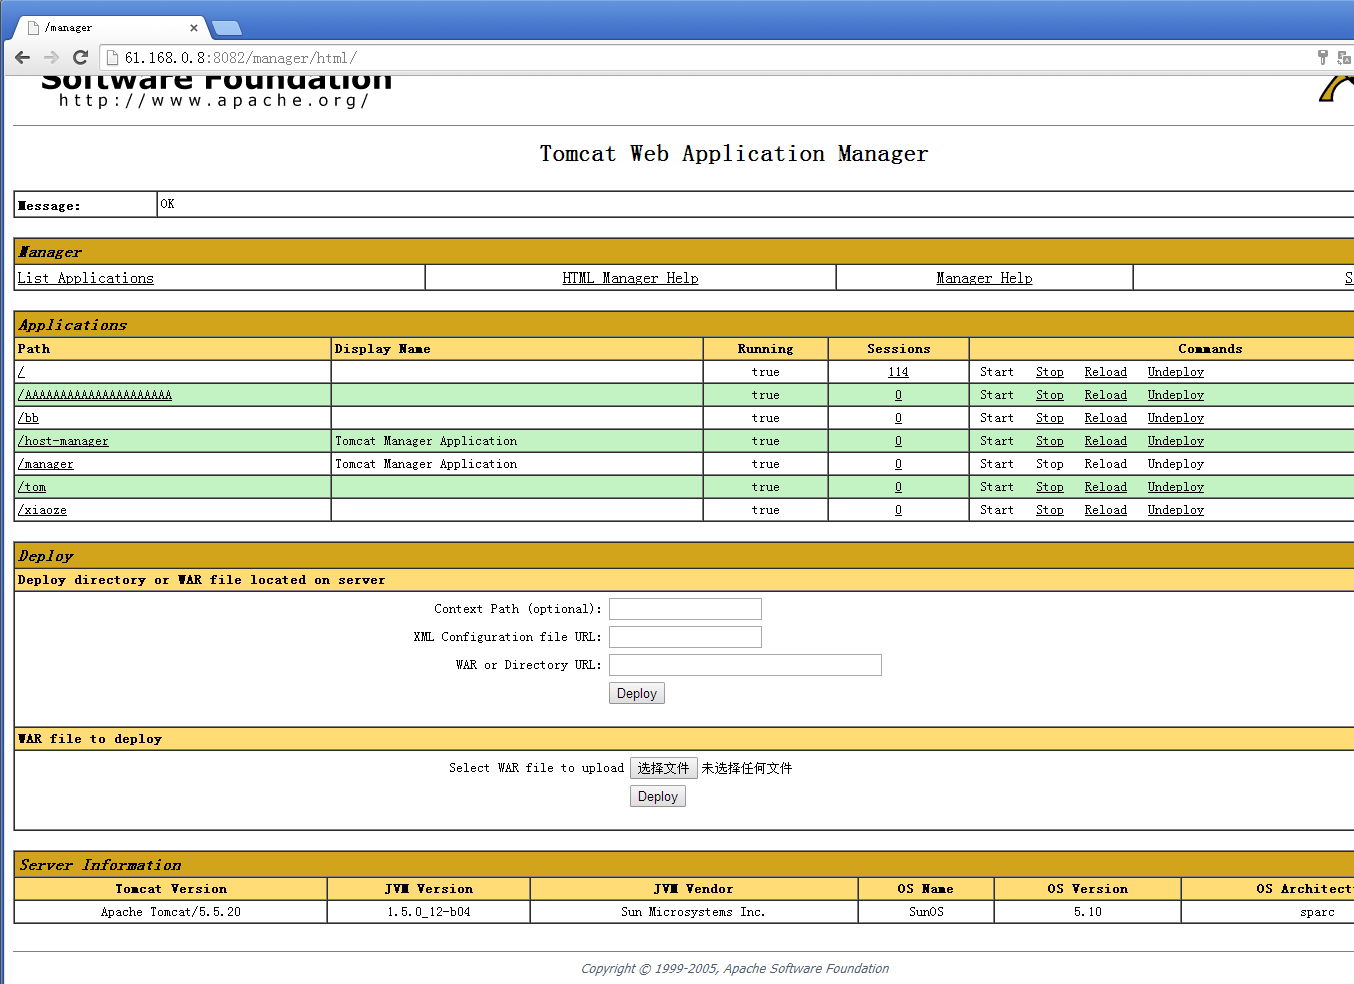 /manager
61.168.0.8:8082/manager/html/
Software Foundation
http://www.apache.org/
Tomcat Web Application Manager
Message: OK
Manager
List Applications HTML Manager Help Manager Help S
Applications
Path Display Name Running Sessions Commands
/ true 114 Start Stop Reload Undeploy
/AAAAAAAAAAAAAAAAAAAAA true 0 Start Stop Reload Undeploy
/bb true 0 Start Stop Reload Undeploy
/host-manager Tomcat Manager Application true 0 Start Stop Reload Undeploy
/manager Tomcat Manager Application true 0 Start Stop Reload Undeploy
/tom true 0 Start Stop Reload Undeploy
/xiaoze true 0 Start Stop Reload Undeploy
Deploy
Deploy directory or WAR file located on server
Context Path (optional):
XML Configuration file URL:
WAR or Directory URL:
Deploy
WAR file to deploy
Select WAR file to upload 选择文件 未选择任何文件
Deploy
Server Information
Tomcat Version JVM Version JVM Vendor OS Name OS Version OS Architect
Apache Tomcat/5.5.20 1.5.0_12-b04 Sun Microsystems Inc. SunOS 5.10 sparc
Copyright © 1999-2005, Apache Software Foundation